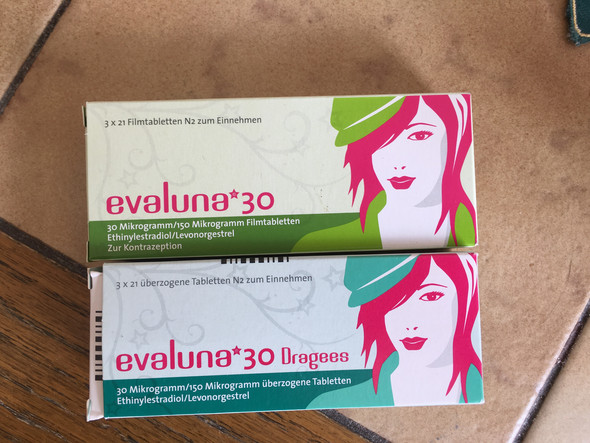 3 x 21 Filmtabletten N2 zum Einnehmen
evaluna*30
30 Mikrogramm/150 Mikrogramm Filmtabletten
Ethinylestradiol/Levonorgestrel
Zur Kontrazeption
3 x 21 überzogene Tabletten N2 zum Einnehmen
evaluna*30 Dragees
30 Mikrogramm/150 Mikrogramm überzogene Tabletten
Ethinylestradiol/Levonorgestrel